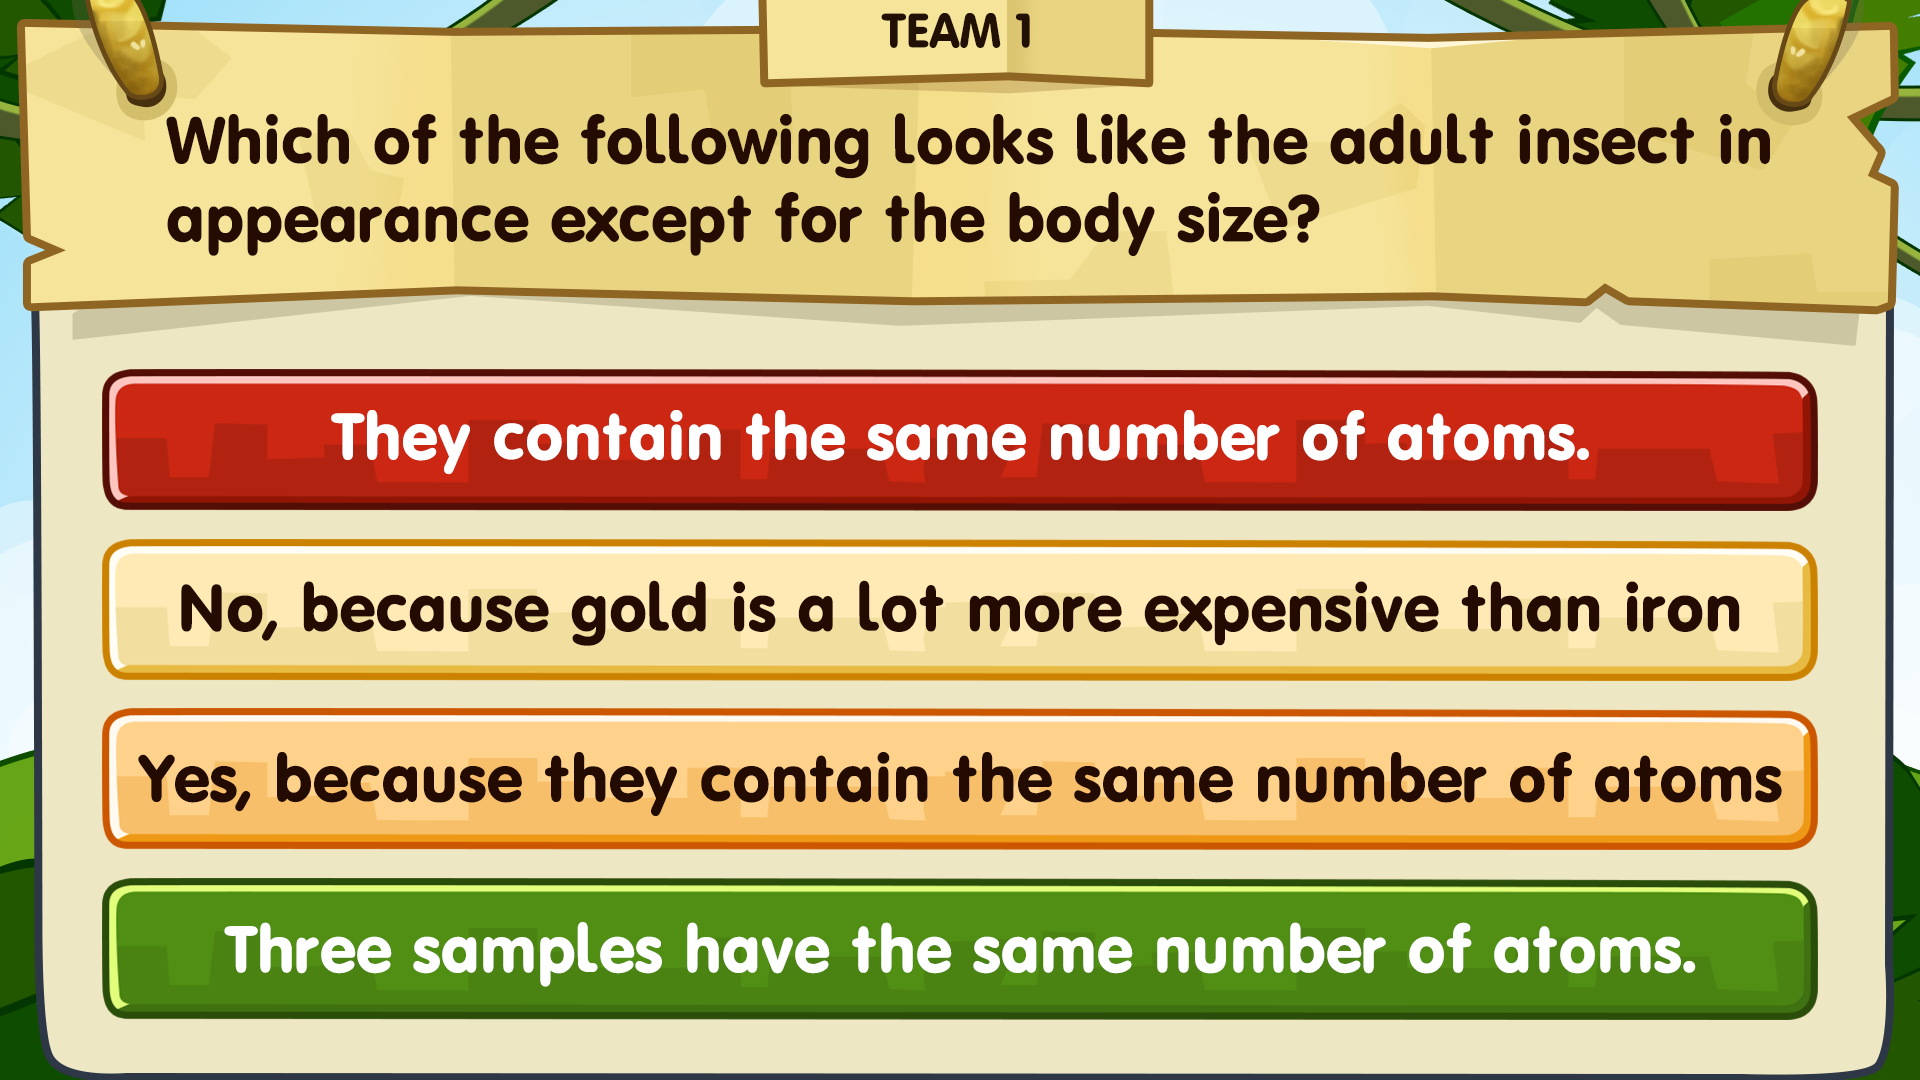 TEAM 1
Which of the following looks like the adult insect in
appearance except for the body size?
They contain the same number of atoms.
No, because gold is a lot more expensive than iron
Yes, because they contain the same number of atoms
Three samples have the same number of atoms.